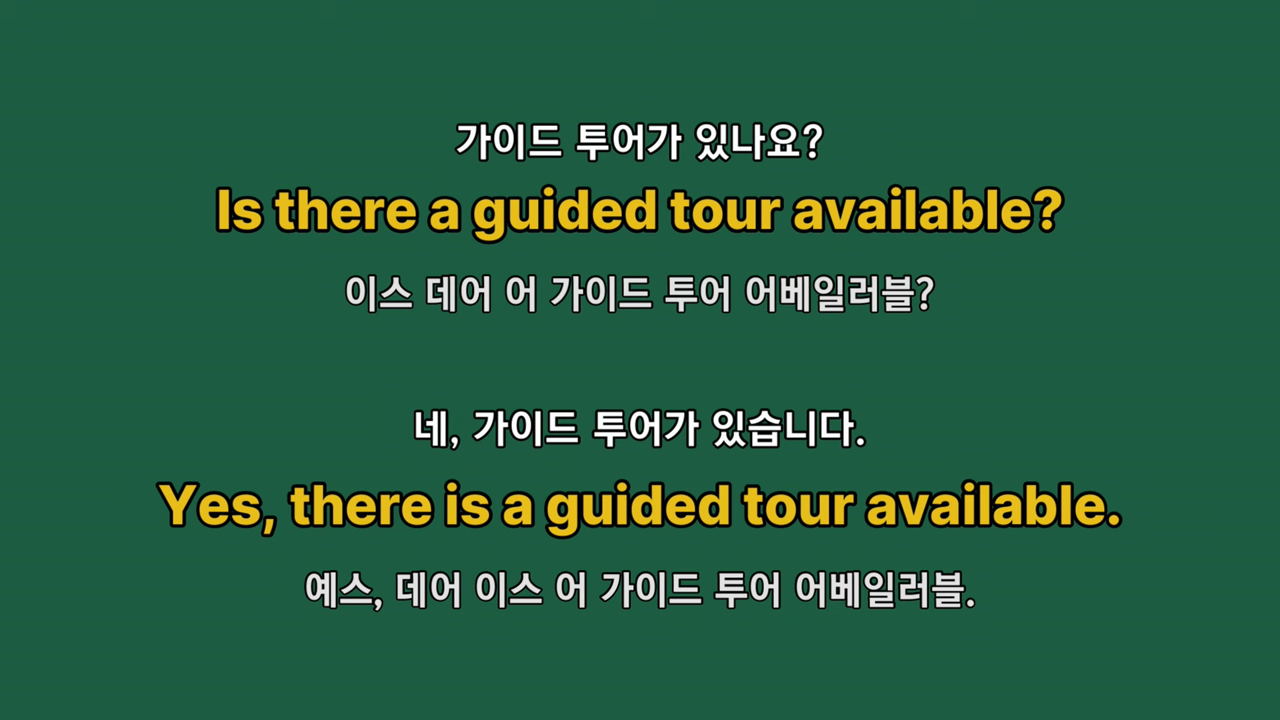 가이드 투어가 있나요?
Is there a guided tour available?
이스 데어 어 가이드 투어 어베일러블?
네, 가이드 투어가 있습니다.
Yes, there is a guided tour available.
예스, 데어 이스 어 가이드 투어 어베일러블.